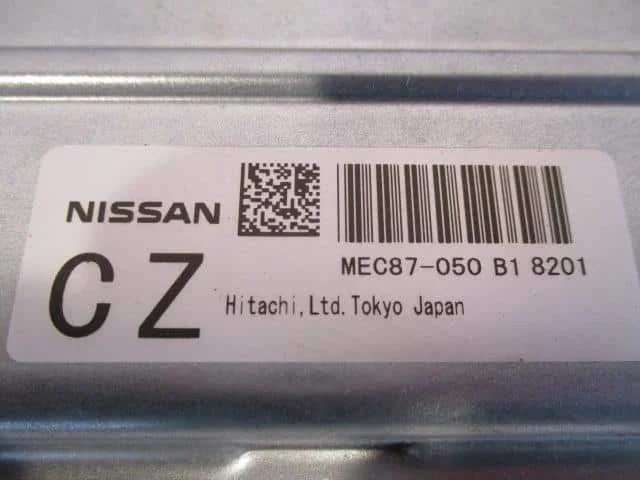 NISSAN
MEC87-050 B1 8201
CZ
Hitachi,Ltd.Tokyo Japan